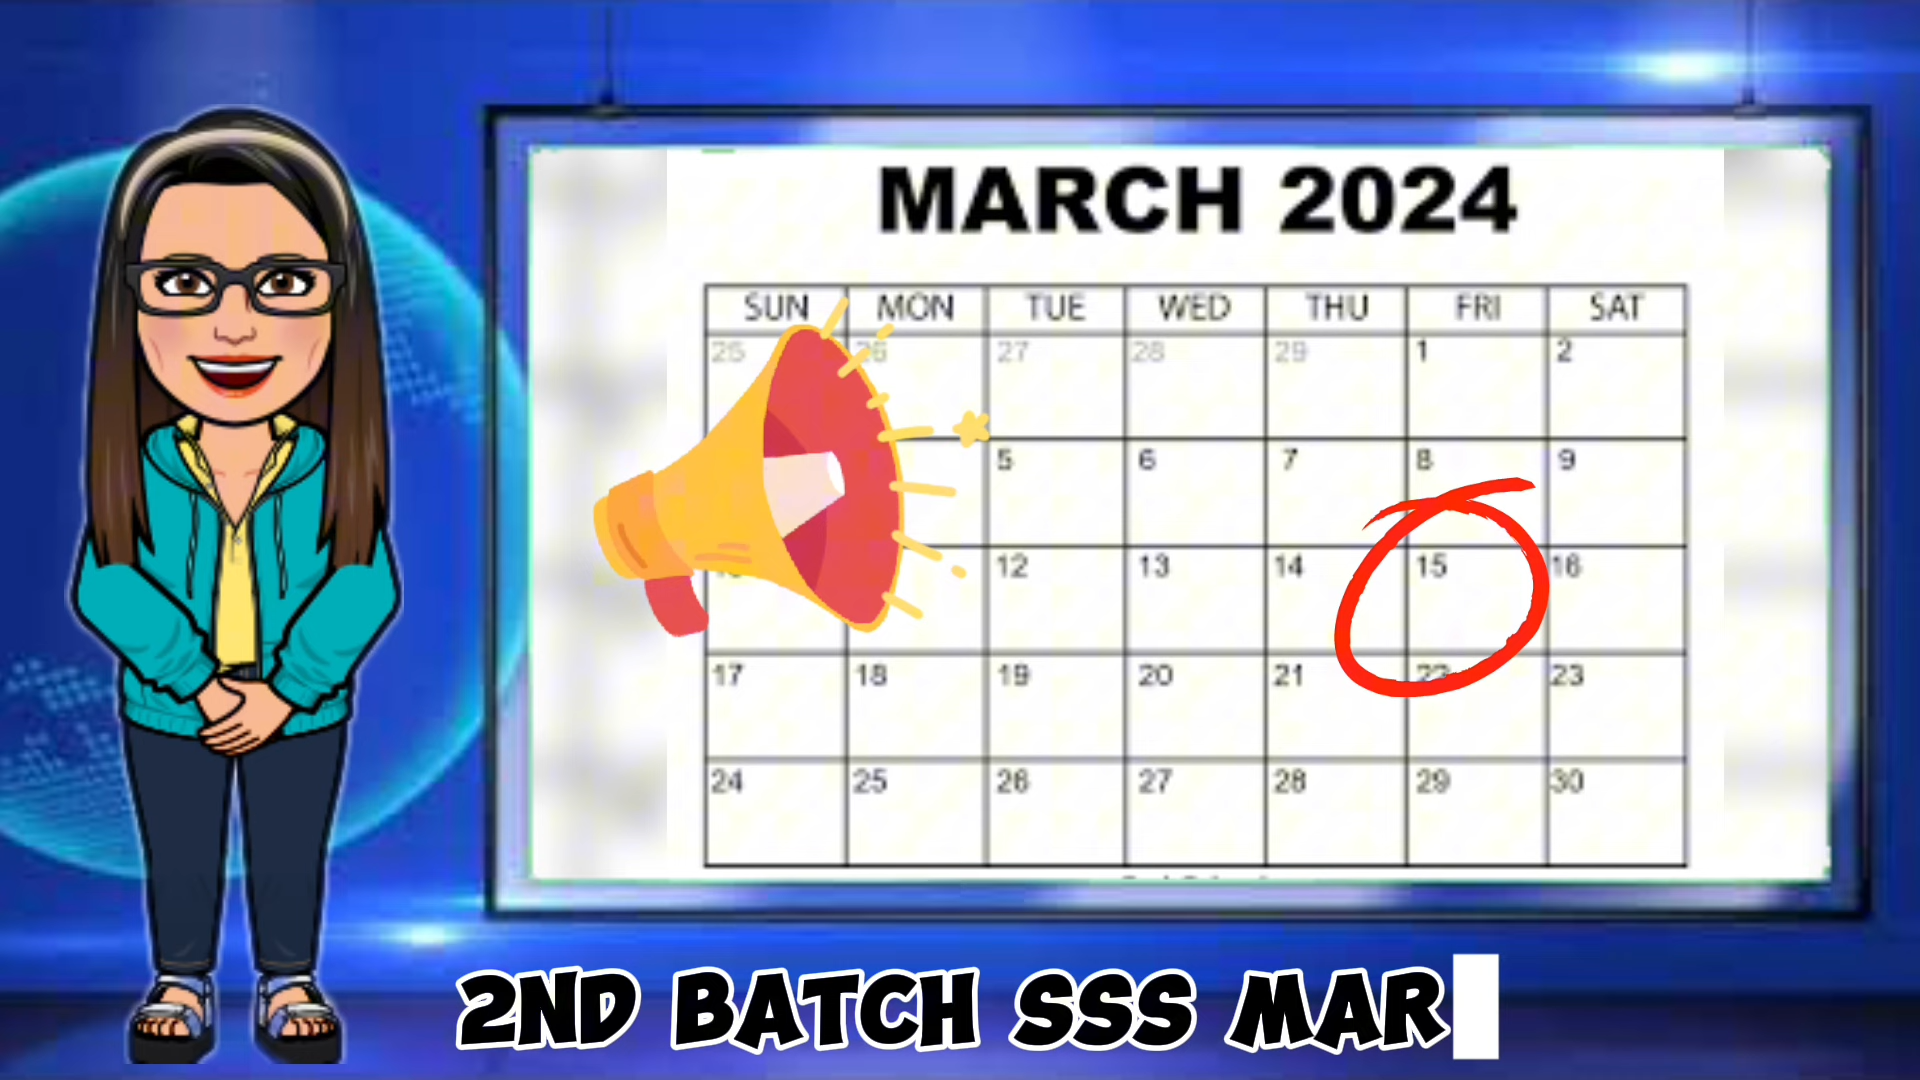 MARCH 2024
SUN MON TUE WED THU FRI SAT
25 26 27 28 29 1 2
5 6 7 8 9
12 13 14 15 16
17 18 19 20 21 22 23
24 25 26 27 28 29 30
2ND BATCH SSS MAR